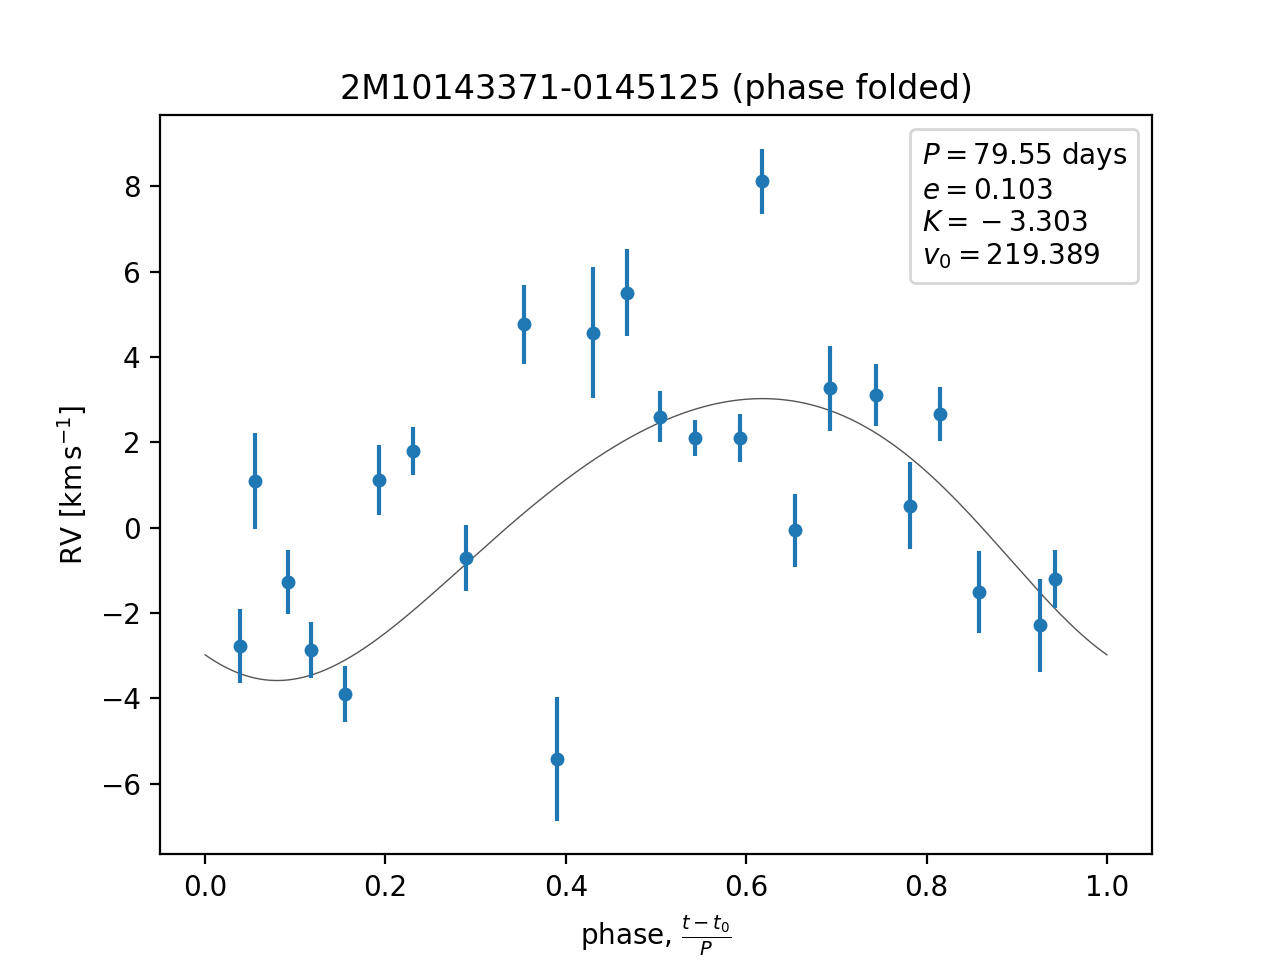 2M10143371-0145125 (phase folded)
P = 79.55 days
e = 0.103
K = −3.303
v₀ = 219.389
8
6
4
2
0
−2
−4
−6
RV [km s⁻¹]
0.0 0.2 0.4 0.6 0.8 1.0
phase, (t − t₀)/P